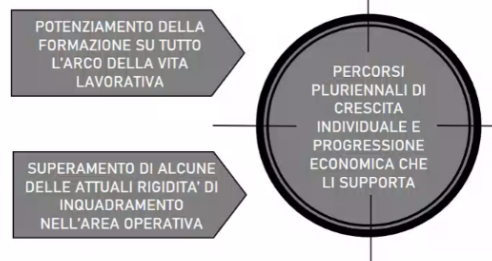 POTENZIAMENTO DELLA
FORMAZIONE SU TUTTO
L'ARCO DELLA VITA
LAVORATIVA
SUPERAMENTO DI ALCUNE
DELLE ATTUALI RIGIDITA' DI
INQUADRAMENTO
NELL'AREA OPERATIVA
PERCORSI
PLURIENNALI DI
CRESCITA
INDIVIDUALE E
PROGRESSIONE
ECONOMICA CHE
LI SUPPORTA